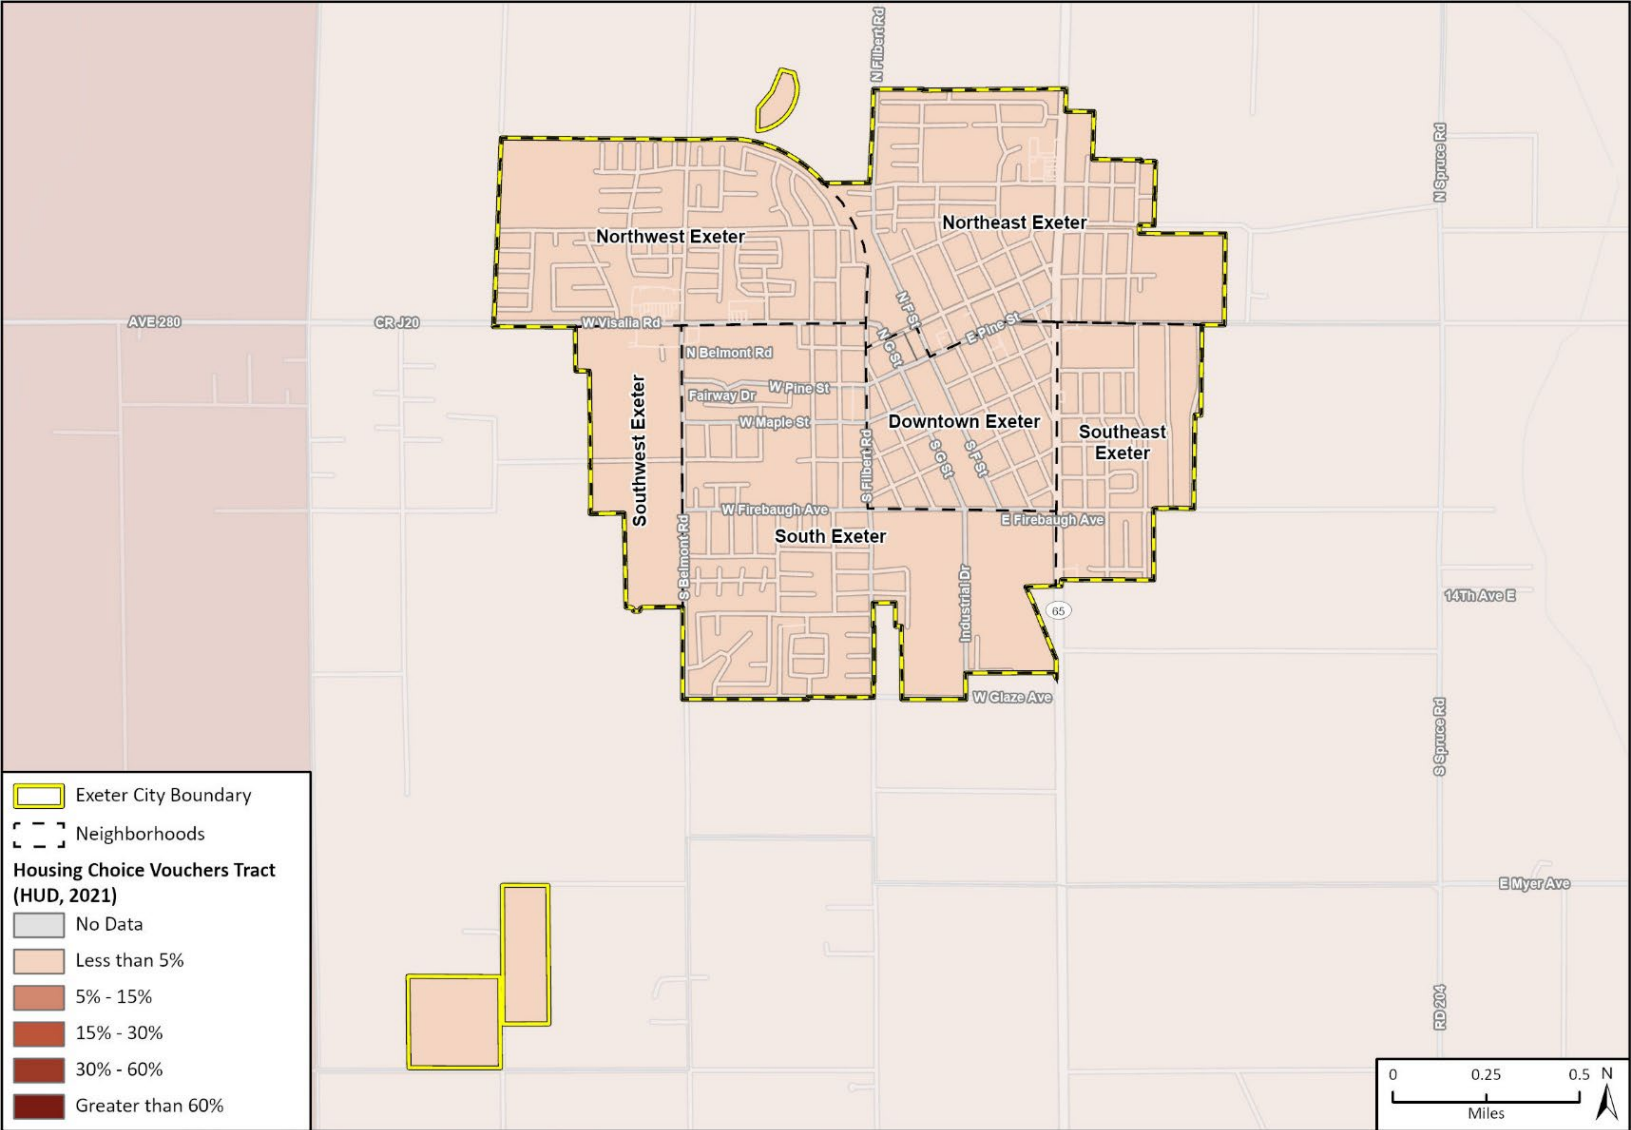 N Filbert Rd
N Spruce Rd
Northeast Exeter
Northwest Exeter
N F St
AVE 280
CR J20
W Visalia Rd
E Pine St
N G St
N Belmont Rd
W Pine St
Fairway Dr
W Maple St
Downtown Exeter
Southeast
Exeter
Southwest Exeter
S Filbert Rd
S G St
S F St
W Firebaugh Ave
E Firebaugh Ave
South Exeter
S Belmont Rd
Industrial Dr
65
14Th Ave E
W Glaze Ave
S Spruce Rd
E Myer Ave
RD 204
Exeter City Boundary
Neighborhoods
Housing Choice Vouchers Tract
(HUD, 2021)
No Data
Less than 5%
5% - 15%
15% - 30%
30% - 60%
Greater than 60%
0 0.25 0.5 N
Miles